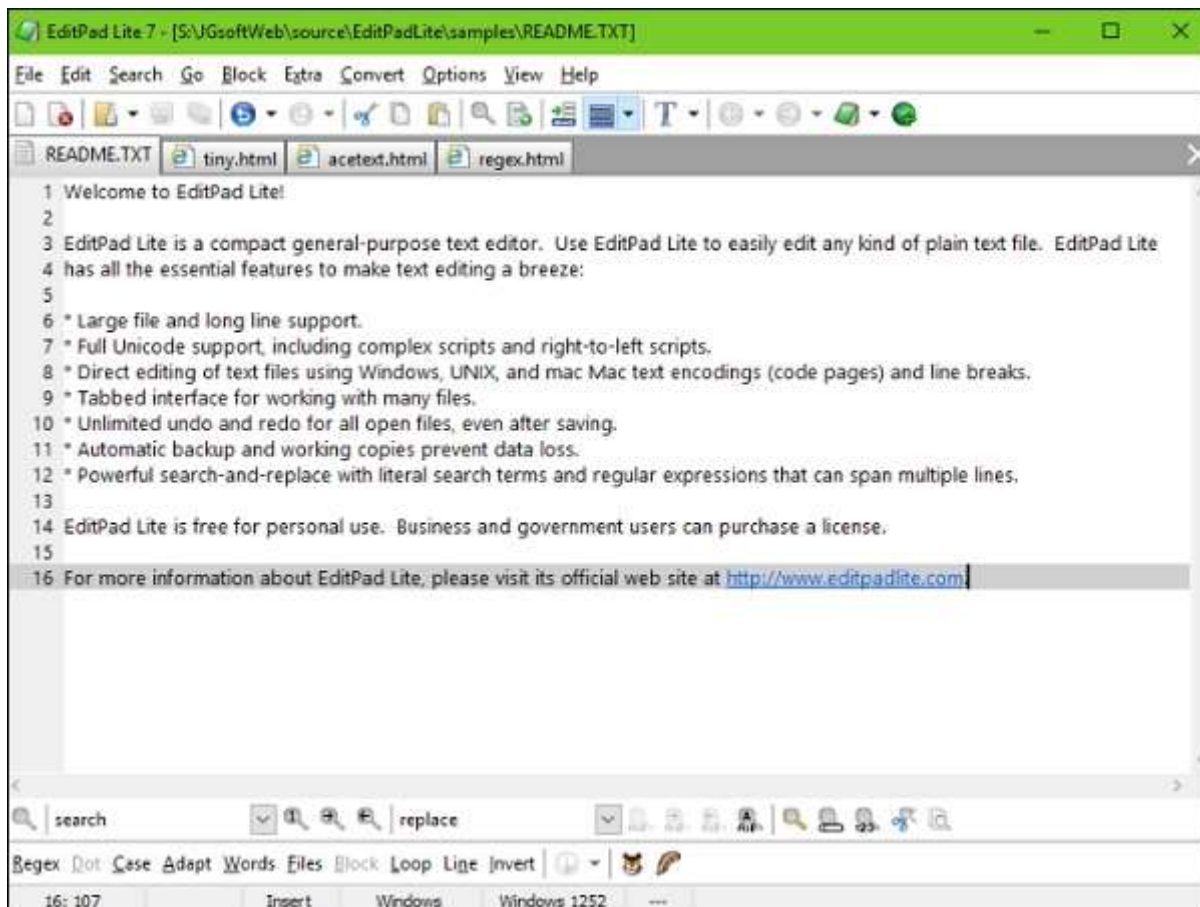 EditPad Lite 7 - [S:\JGsoftWeb\source\EditPadLite\samples\README.TXT]
File Edit Search Go Block Extra Convert Options View Help
README.TXT tiny.html acetext.html regex.html
1 Welcome to EditPad Lite!
2
3 EditPad Lite is a compact general-purpose text editor.  Use EditPad Lite to easily edit any kind of plain text file.  EditPad Lite
4 has all the essential features to make text editing a breeze:
5
6 * Large file and long line support.
7 * Full Unicode support, including complex scripts and right-to-left scripts.
8 * Direct editing of text files using Windows, UNIX, and mac Mac text encodings (code pages) and line breaks.
9 * Tabbed interface for working with many files.
10 * Unlimited undo and redo for all open files, even after saving.
11 * Automatic backup and working copies prevent data loss.
12 * Powerful search-and-replace with literal search terms and regular expressions that can span multiple lines.
13
14 EditPad Lite is free for personal use.  Business and government users can purchase a license.
15
16 For more information about EditPad Lite, please visit its official web site at http://www.editpadlite.com.
search replace
Regex Dot Case Adapt Words Files Block Loop Line Invert
16: 107 Insert Windows Windows 1252 ---